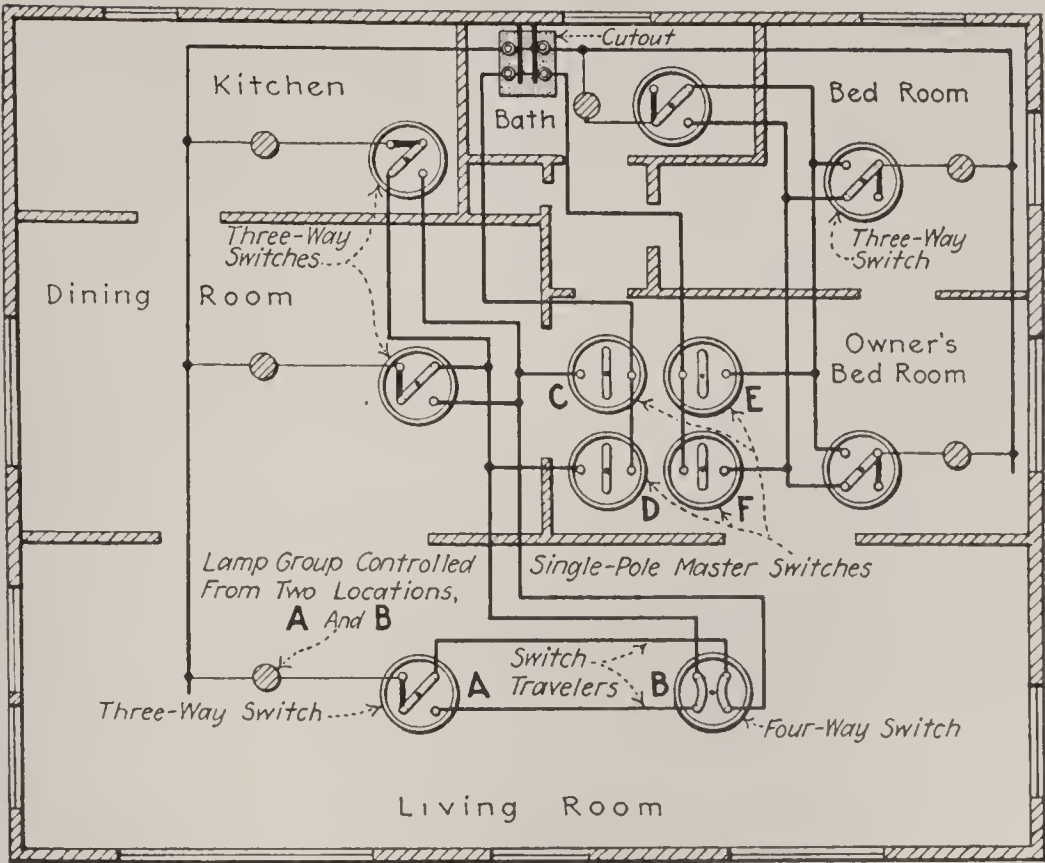 Cutout
Kitchen
Bath
Bed Room
Three-Way
Switches
Three-Way
Switch
Dining Room
Owner's
Bed Room
C
E
D
F
Lamp Group Controlled
From Two Locations,
A And B
Single-Pole Master Switches
Switch
Travelers
A
B
Three-Way Switch
Four-Way Switch
Living Room